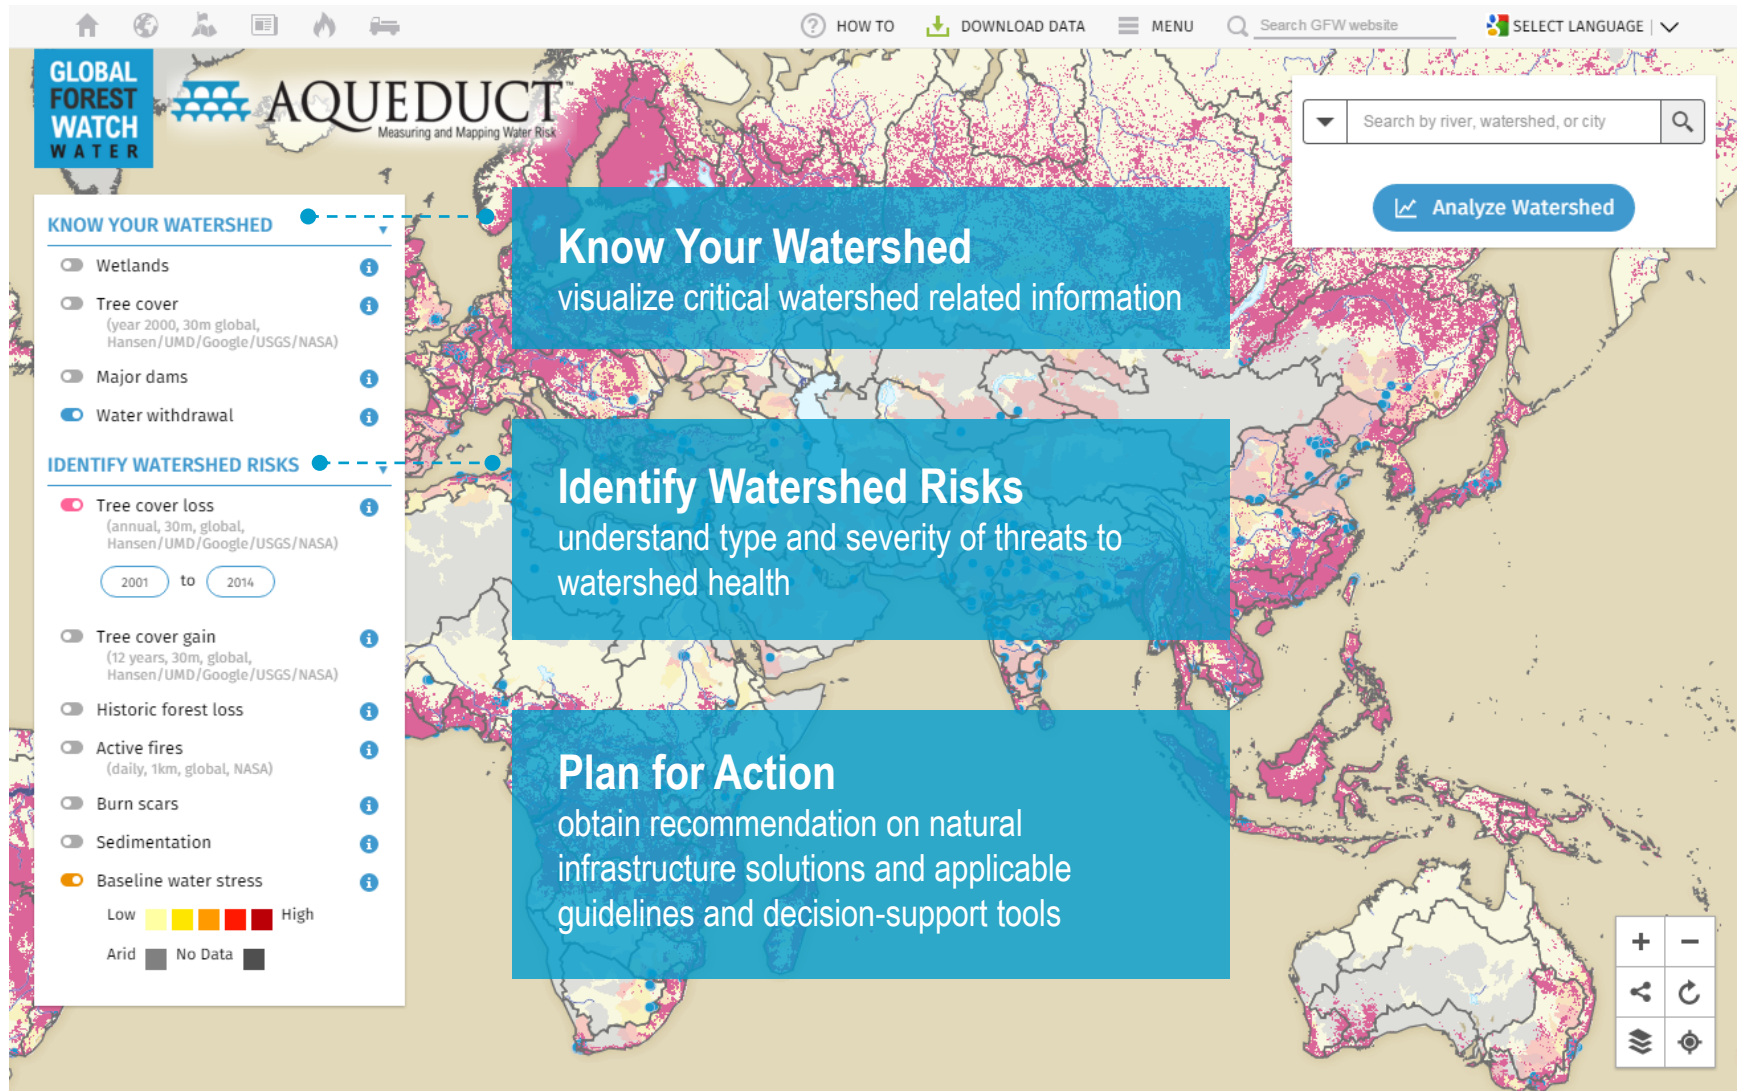 HOW TO
DOWNLOAD DATA
MENU
Search GFW website
SELECT LANGUAGE
GLOBAL
FOREST
WATCH
WATER
AQUEDUCT™
Measuring and Mapping Water Risk
Search by river, watershed, or city
Analyze Watershed
KNOW YOUR WATERSHED
Wetlands
Tree cover
(year 2000, 30m global,
Hansen/UMD/Google/USGS/NASA)
Major dams
Water withdrawal
IDENTIFY WATERSHED RISKS
Tree cover loss
(annual, 30m, global,
Hansen/UMD/Google/USGS/NASA)
2001 to 2014
Tree cover gain
(12 years, 30m, global,
Hansen/UMD/Google/USGS/NASA)
Historic forest loss
Active fires
(daily, 1km, global, NASA)
Burn scars
Sedimentation
Baseline water stress
Low High
Arid No Data
Know Your Watershed
visualize critical watershed related information
Identify Watershed Risks
understand type and severity of threats to
watershed health
Plan for Action
obtain recommendation on natural
infrastructure solutions and applicable
guidelines and decision-support tools